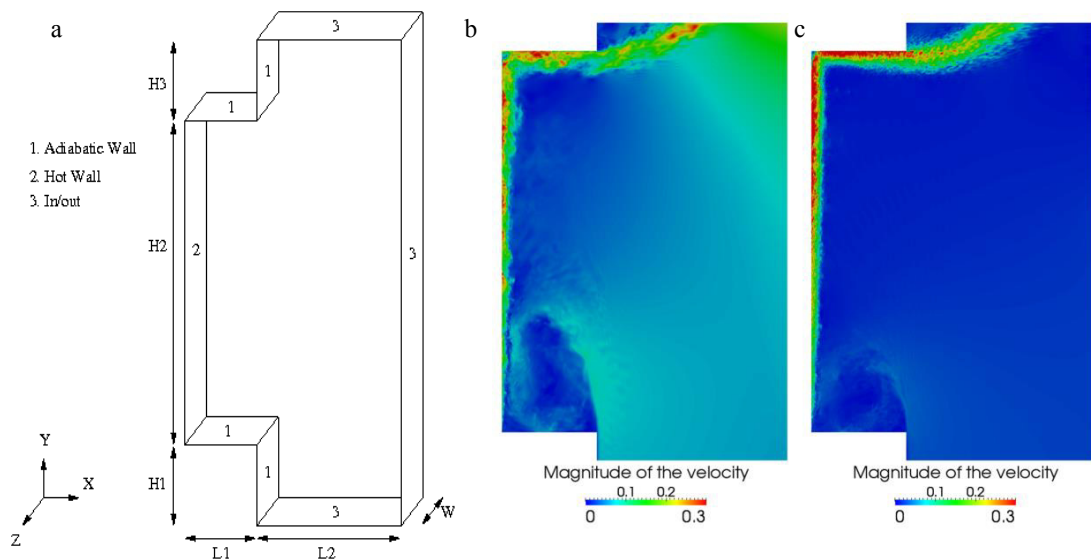 a
3
1
H3
1
1. Adiabatic Wall
2. Hot Wall
3. In/out
H2
2
3
1
1
H1
Y
X
Z
3
W
L1
L2
b
Magnitude of the velocity
0.1 0.2
0 0.3
c
Magnitude of the velocity
0.1 0.2
0 0.3